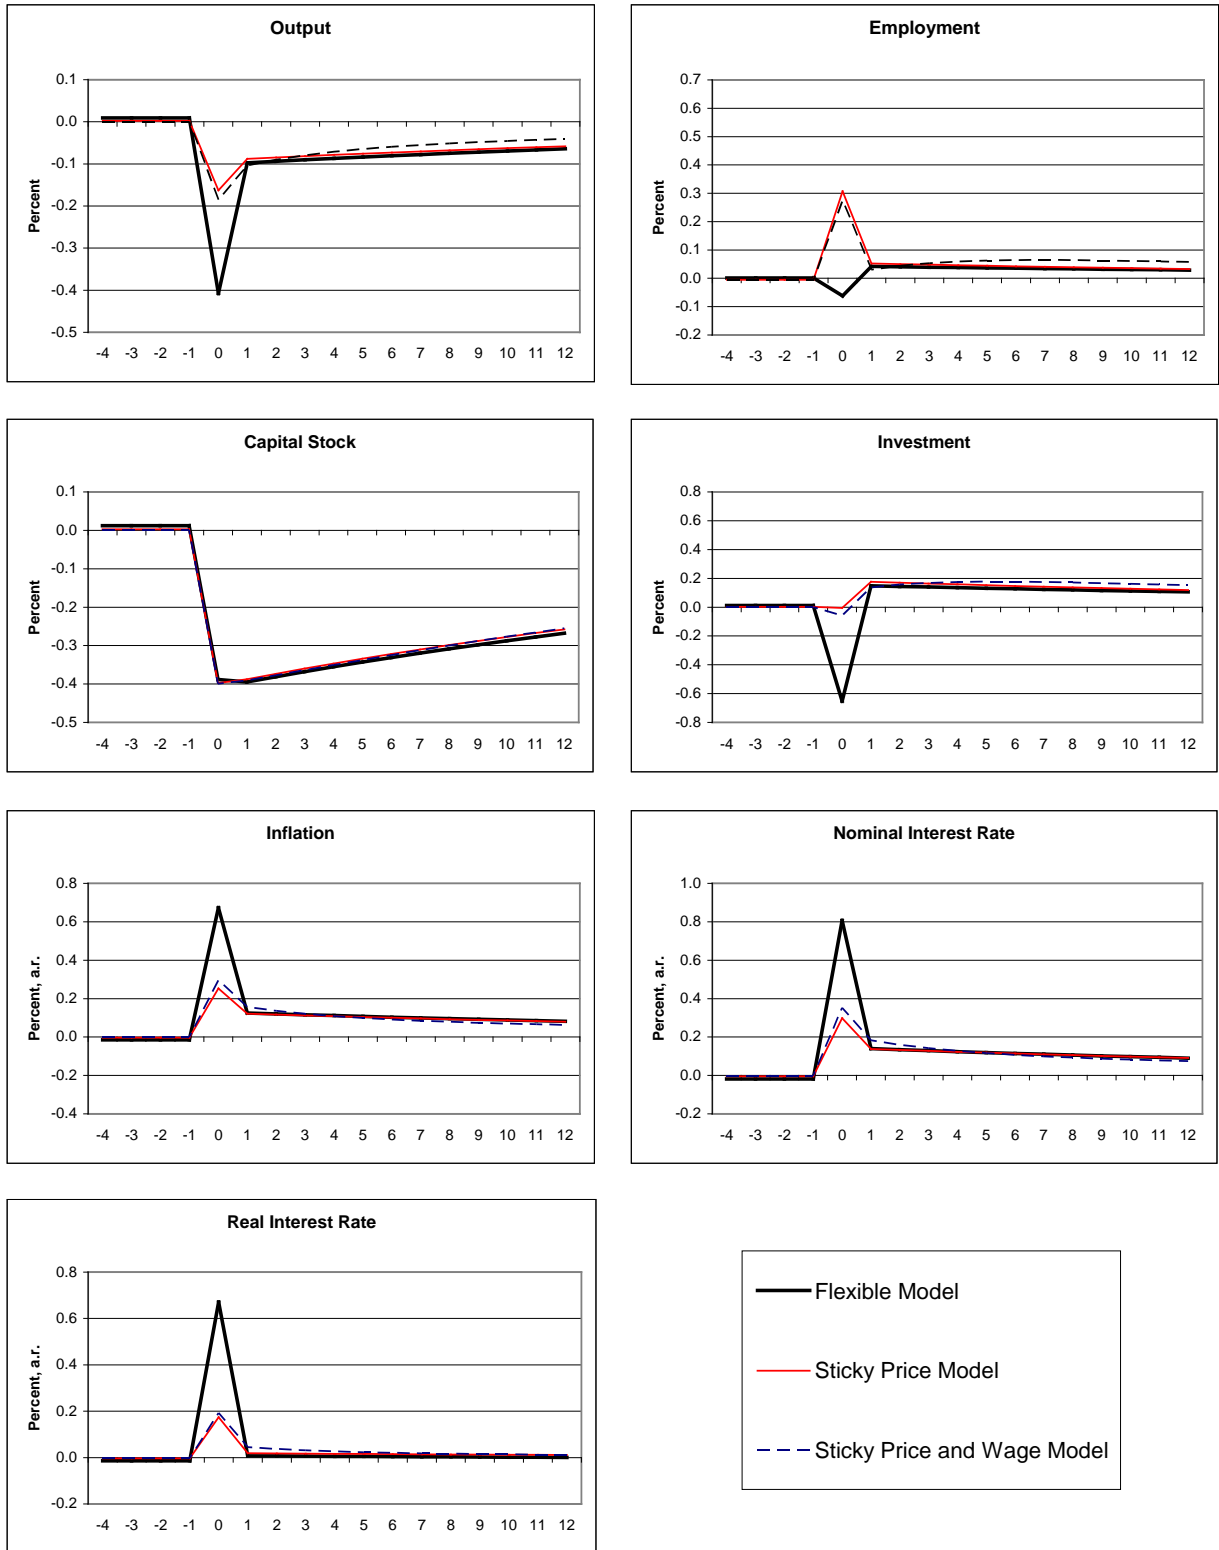 Output
Percent
0.1
0.0
-0.1
-0.2
-0.3
-0.4
-0.5
-4 -3 -2 -1 0 1 2 3 4 5 6 7 8 9 10 11 12
Employment
Percent
0.7
0.6
0.5
0.4
0.3
0.2
0.1
0.0
-0.1
-0.2
-4 -3 -2 -1 0 1 2 3 4 5 6 7 8 9 10 11 12
Capital Stock
Percent
0.1
0.0
-0.1
-0.2
-0.3
-0.4
-0.5
-4 -3 -2 -1 0 1 2 3 4 5 6 7 8 9 10 11 12
Investment
Percent
0.8
0.6
0.4
0.2
0.0
-0.2
-0.4
-0.6
-0.8
-4 -3 -2 -1 0 1 2 3 4 5 6 7 8 9 10 11 12
Inflation
Percent, a.r.
0.8
0.6
0.4
0.2
0.0
-0.2
-0.4
-4 -3 -2 -1 0 1 2 3 4 5 6 7 8 9 10 11 12
Nominal Interest Rate
Percent, a.r.
1.0
0.8
0.6
0.4
0.2
0.0
-0.2
-4 -3 -2 -1 0 1 2 3 4 5 6 7 8 9 10 11 12
Real Interest Rate
Percent, a.r.
0.8
0.6
0.4
0.2
0.0
-0.2
-4 -3 -2 -1 0 1 2 3 4 5 6 7 8 9 10 11 12
Flexible Model
Sticky Price Model
Sticky Price and Wage Model